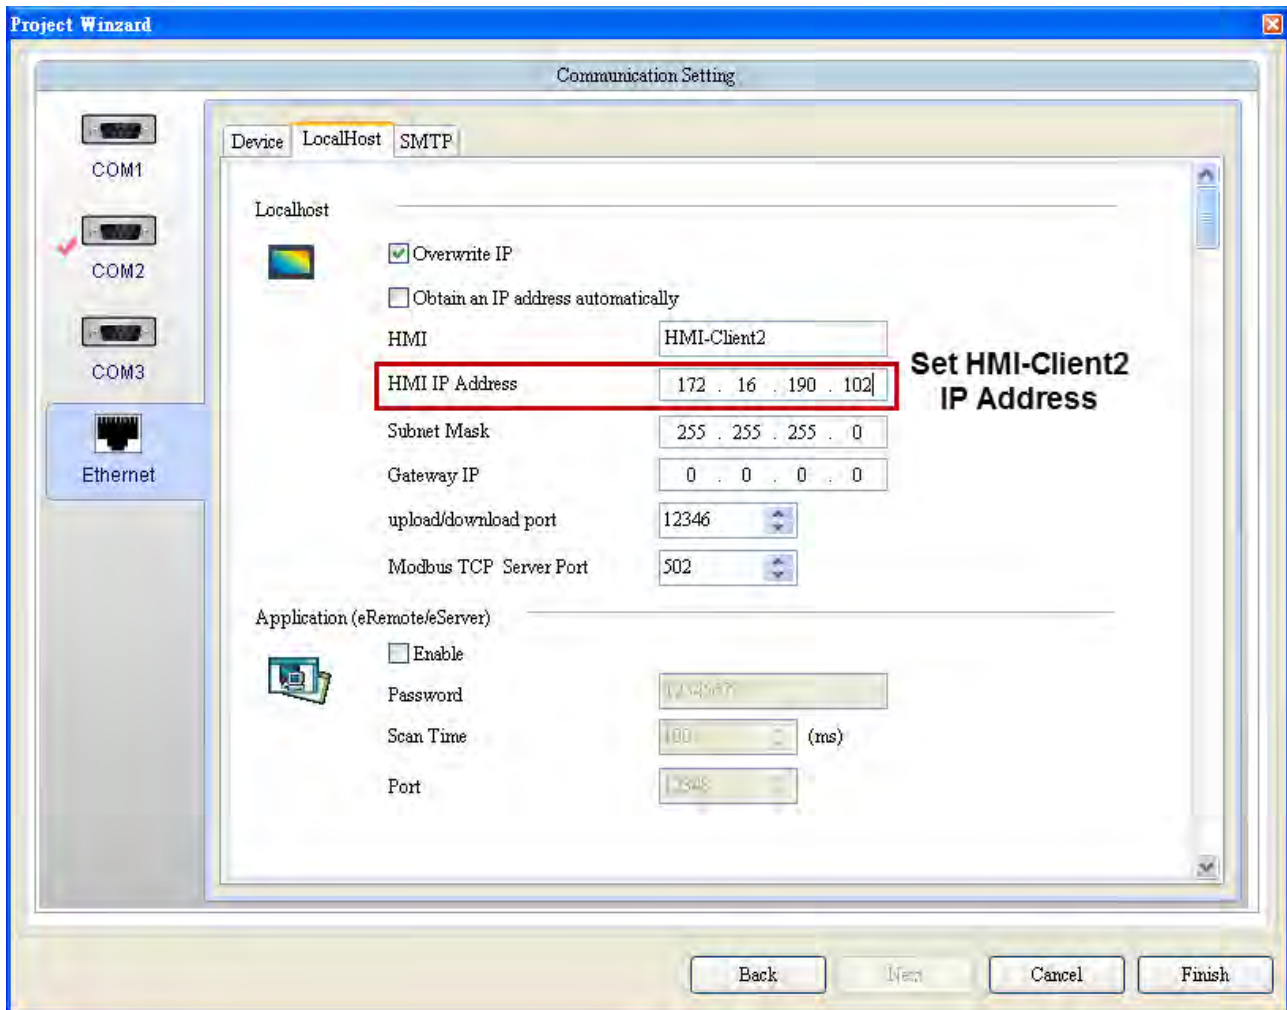 Project Winzard
Communication Setting
COM1
COM2
COM3
Ethernet
Device LocalHost SMTP
Localhost
Overwrite IP
Obtain an IP address automatically
HMI HMI-Client2
HMI IP Address 172 . 16 . 190 . 102
Set HMI-Client2
IP Address
Subnet Mask 255 . 255 . 255 . 0
Gateway IP 0 . 0 . 0 . 0
upload/download port 12346
Modbus TCP Server Port 502
Application (eRemote/eServer)
Enable
Password
Scan Time 100 (ms)
Port
Back Next Cancel Finish